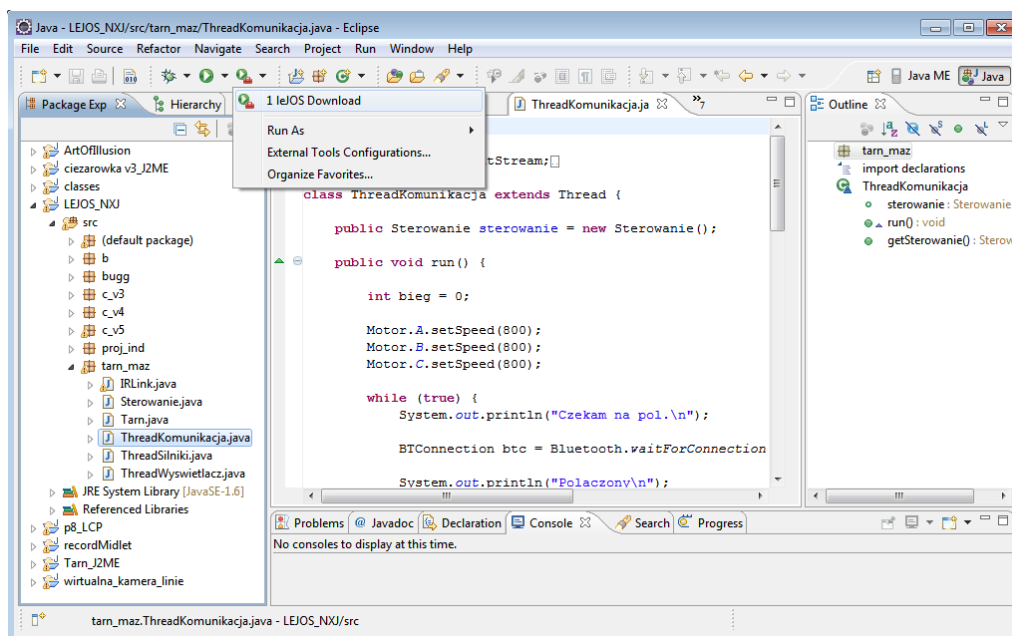 Java - LEJOS_NXJ/src/tarn_maz/ThreadKomunikacja.java - Eclipse
File Edit Source Refactor Navigate Search Project Run Window Help
Java ME Java
Package Exp Hierarchy
ThreadKomunikacja.ja
"7
Outline
1 leJOS Download
Run As
External Tools Configurations...
Organize Favorites...
ArtOfIllusion
ciezarowka v3_J2ME
classes
LEJOS_NXJ
src
(default package)
b
bugg
c_v3
c_v4
c_v5
proj_ind
tarn_maz
IRLink.java
Sterowanie.java
Tarn.java
ThreadKomunikacja.java
ThreadSilniki.java
ThreadWyswietlacz.java
JRE System Library [JavaSE-1.6]
Referenced Libraries
p8_LCP
recordMidlet
Tarn_J2ME
wirtualna_kamera_linie
tStream;
class ThreadKomunikacja extends Thread {
public Sterowanie sterowanie = new Sterowanie();
public void run() {
int bieg = 0;
Motor.A.setSpeed(800);
Motor.B.setSpeed(800);
Motor.C.setSpeed(800);
while (true) {
System.out.println("Czekam na pol.\n");
BTConnection btc = Bluetooth.waitForConnection
System.out.println("Polaczony\n");
tarn_maz
import declarations
ThreadKomunikacja
sterowanie : Sterowanie
run() : void
getSterowanie() : Sterow
Problems @ Javadoc Declaration Console Search Progress
No consoles to display at this time.
tarn_maz.ThreadKomunikacja.java - LEJOS_NXJ/src